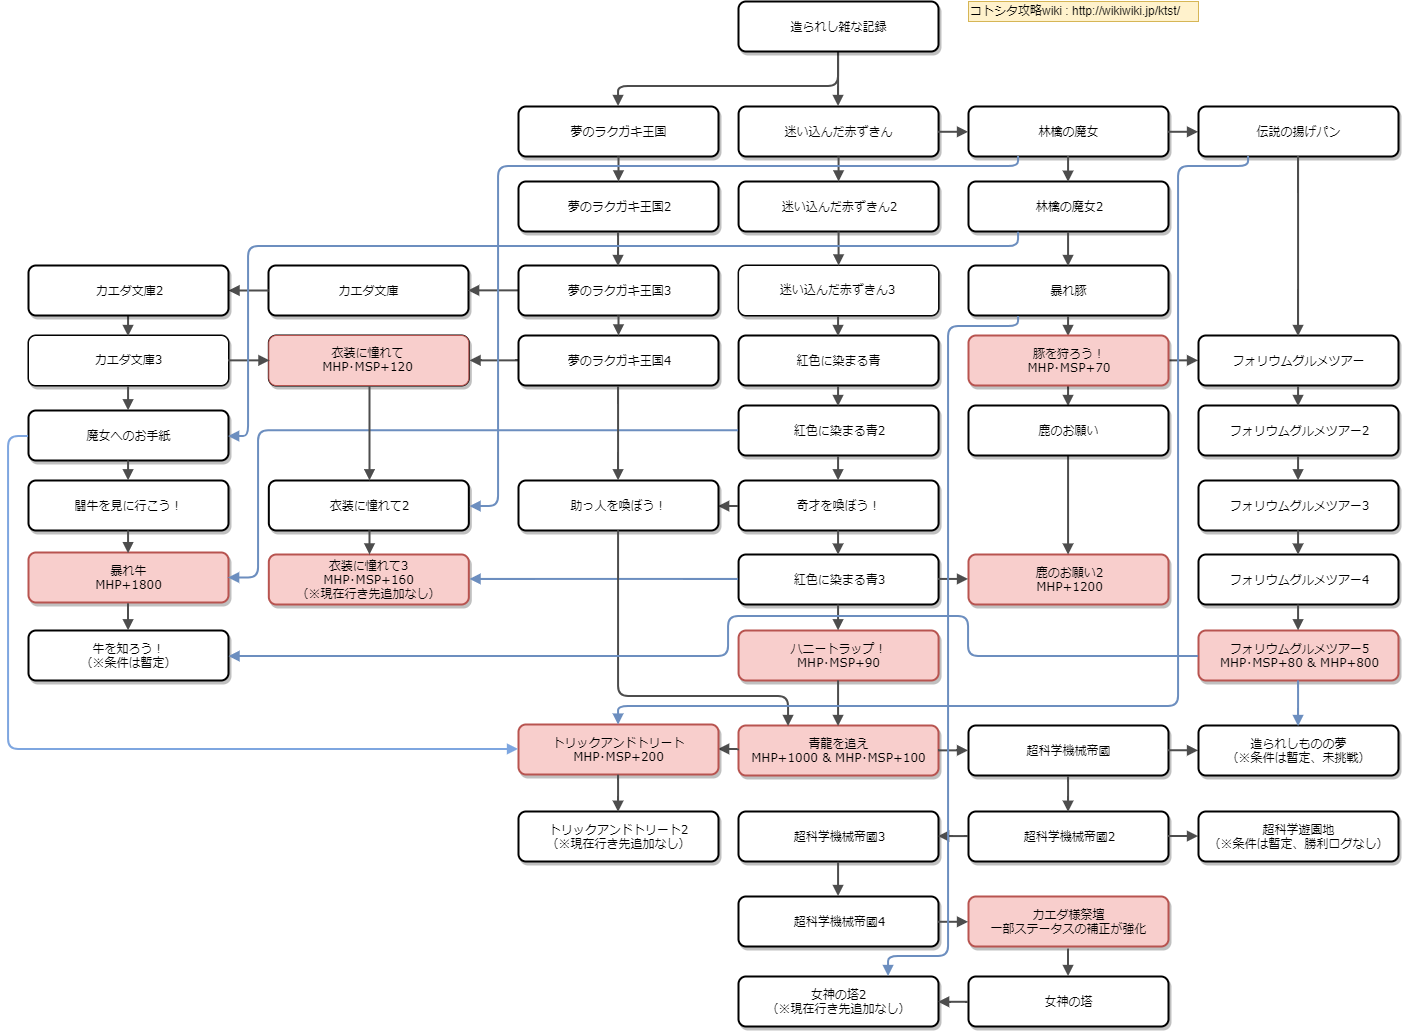 造られし雑な記録
コトシタ攻略wiki : http://wikiwiki.jp/ktst/
夢のラクガキ王国
迷い込んだ赤ずきん
林檎の魔女
伝説の揚げパン
夢のラクガキ王国2
迷い込んだ赤ずきん2
林檎の魔女2
カエダ文庫2
カエダ文庫
夢のラクガキ王国3
迷い込んだ赤ずきん3
暴れ豚
カエダ文庫3
衣装に憧れて
MHP･MSP+120
夢のラクガキ王国4
紅色に染まる青
豚を狩ろう！
MHP･MSP+70
フォリウムグルメツアー
魔女へのお手紙
紅色に染まる青2
鹿のお願い
フォリウムグルメツアー2
闘牛を見に行こう！
衣装に憧れて2
助っ人を喚ぼう！
奇才を喚ぼう！
フォリウムグルメツアー3
暴れ牛
MHP+1800
衣装に憧れて3
MHP･MSP+160
（※現在行き先追加なし）
紅色に染まる青3
鹿のお願い2
MHP+1200
フォリウムグルメツアー4
牛を知ろう！
（※条件は暫定）
ハニートラップ！
MHP･MSP+90
フォリウムグルメツアー5
MHP･MSP+80 & MHP+800
トリックアンドトリート
MHP･MSP+200
青龍を追え
MHP+1000 & MHP･MSP+100
超科学機械帝國
造られしものの夢
（※条件は暫定、未挑戦）
トリックアンドトリート2
（※現在行き先追加なし）
超科学機械帝國3
超科学機械帝國2
超科学遊園地
（※条件は暫定、勝利ログなし）
超科学機械帝國4
カエダ様祭壇
一部ステータスの補正が強化
女神の塔2
（※現在行き先追加なし）
女神の塔